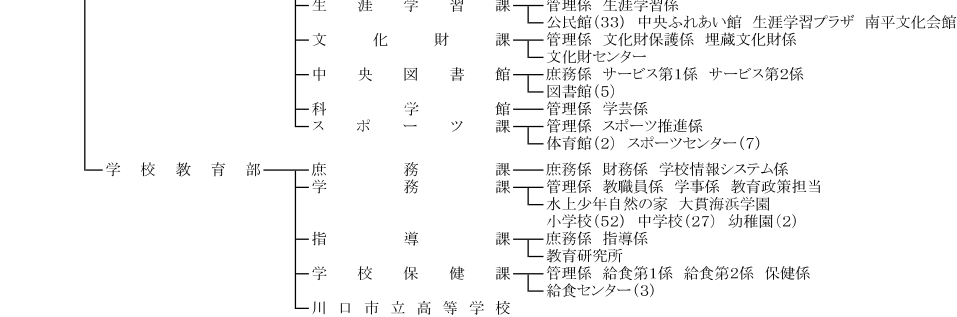 生涯学習課 管理係 生涯学習係
公民館(33) 中央ふれあい館 生涯学習プラザ 南平文化会館
文化財課 管理係 文化財保護係 埋蔵文化財係
文化財センター
中央図書館 庶務係 サービス第1係 サービス第2係
図書館(5)
科学館 管理係 学芸係
スポーツ課 管理係 スポーツ推進係
体育館(2) スポーツセンター(7)
学校教育部 庶務課 庶務係 財務係 学校情報システム係
学務課 管理係 教職員係 学事係 教育政策担当
水上少年自然の家 大貫海浜学園
小学校(52) 中学校(27) 幼稚園(2)
指導課 庶務係 指導係
教育研究所
学校保健課 管理係 給食第1係 給食第2係 保健係
給食センター(3)
川口市立高等学校